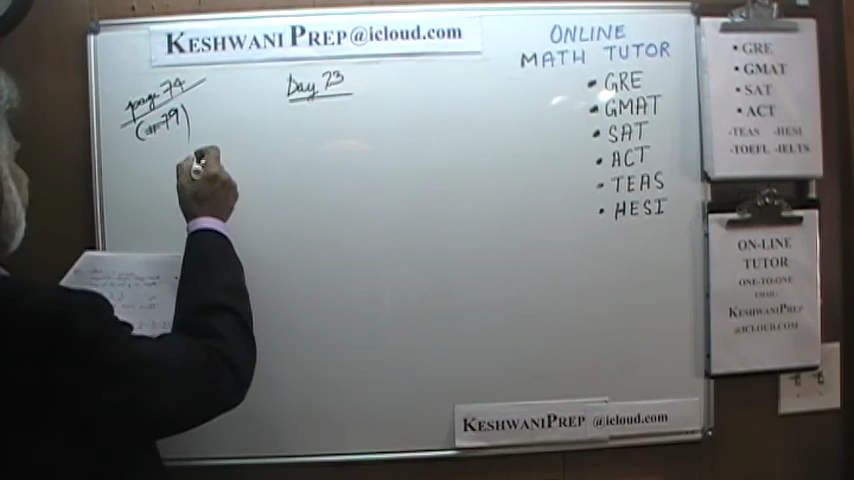 KESHWANI PREP@icloud.com
page 74
(#79)
Day 23
ONLINE
MATH TUTOR
• GRE
• GMAT
• SAT
• ACT
- TEAS
• HESI
• GRE
• GMAT
• SAT
• ACT
-TEAS -HESI
-TOEFL -IELTS
ON-LINE
TUTOR
ONE-TO-ONE
EMAIL:
KESHWANIPREP
@ICLOUD.COM
KESHWANIPREP @icloud.com